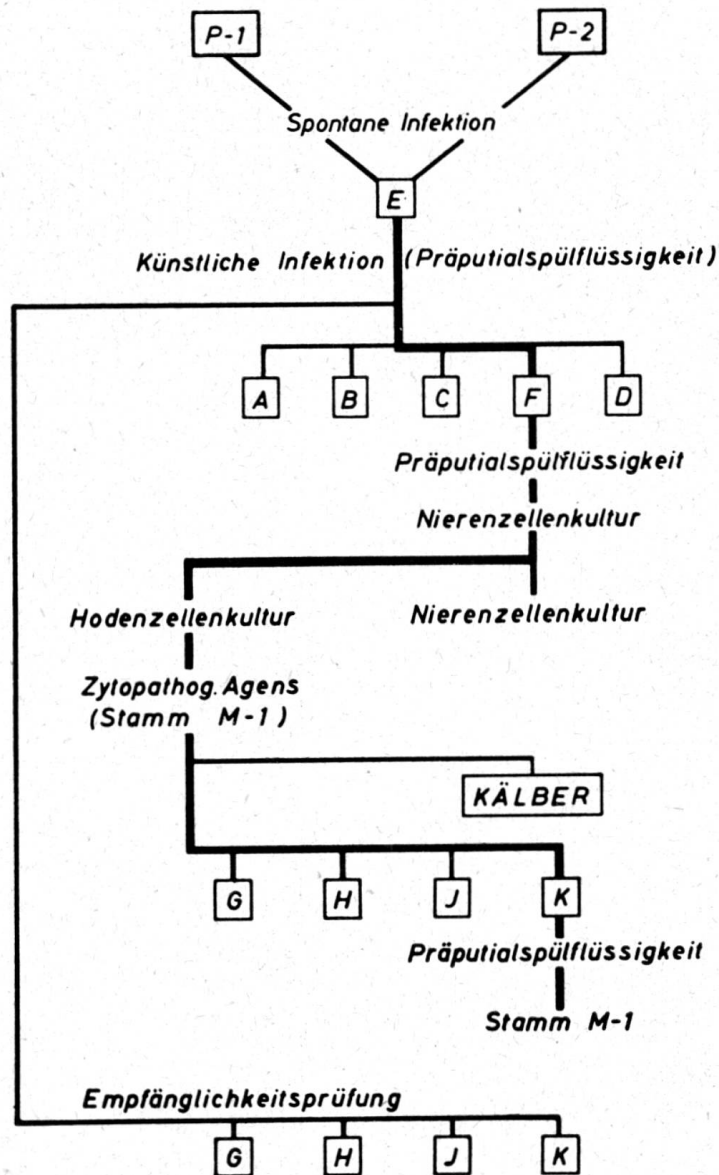 P-1 P-2
Spontane Infektion
E
Künstliche Infektion (Präputialspülflüssigkeit)
A B C F D
Präputialspülflüssigkeit
Nierenzellenkultur
Hodenzellenkultur Nierenzellenkultur
Zytopathog. Agens
(Stamm M-1)
KÄLBER
G H J K
Präputialspülflüssigkeit
Stamm M-1
Empfänglichkeitsprüfung
G H J K